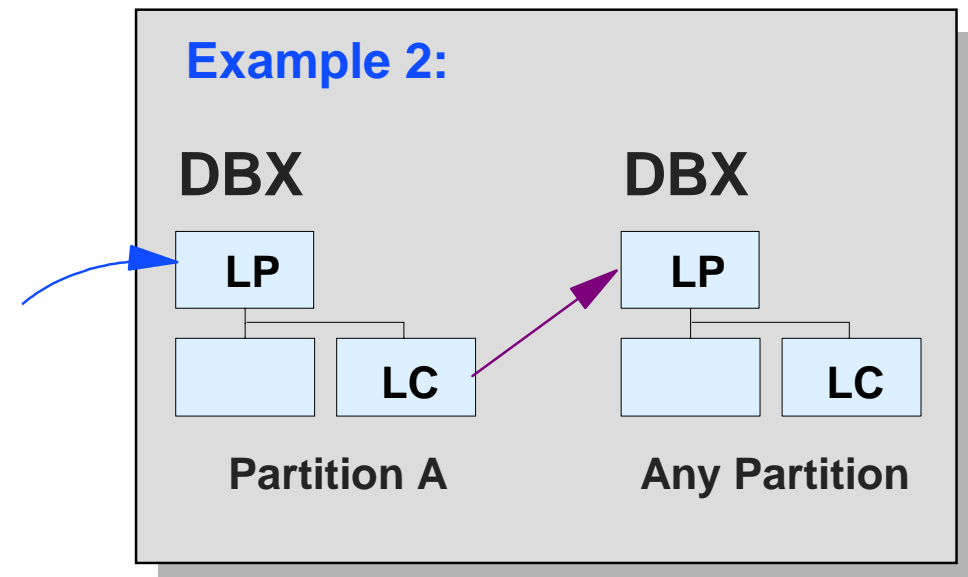 Example 2:
DBX DBX
LP LP
LC LC
Partition A Any Partition